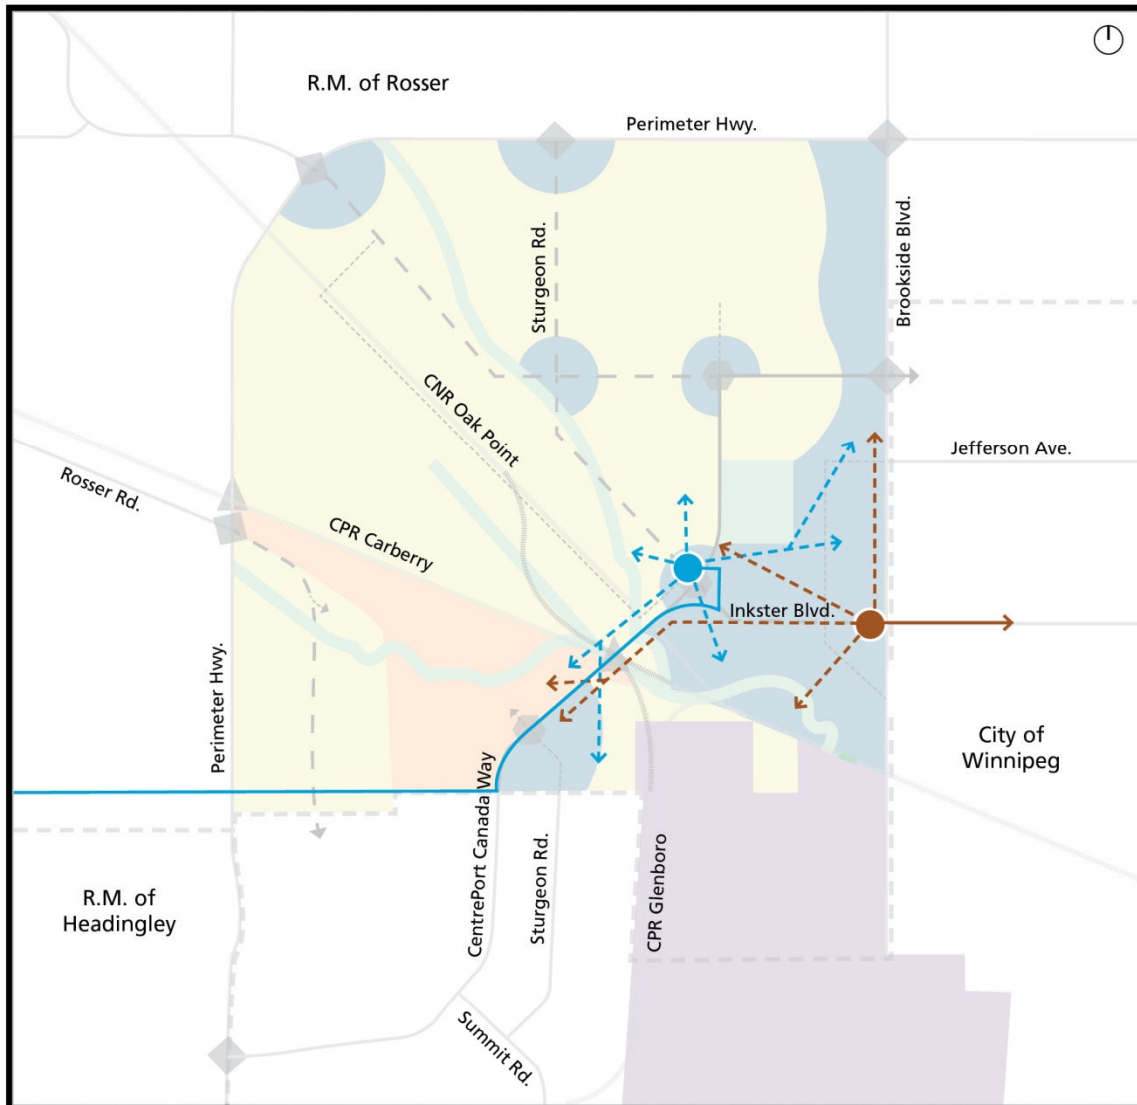 R.M. of Rosser
Perimeter Hwy.
Brookside Blvd.
Sturgeon Rd.
CNR Oak Point
Jefferson Ave.
Rosser Rd.
CPR Carberry
Inkster Blvd.
Perimeter Hwy.
City of
Winnipeg
CentrePort Canada Way
Sturgeon Rd.
CPR Glenboro
R.M. of
Headingley
Summit Rd.